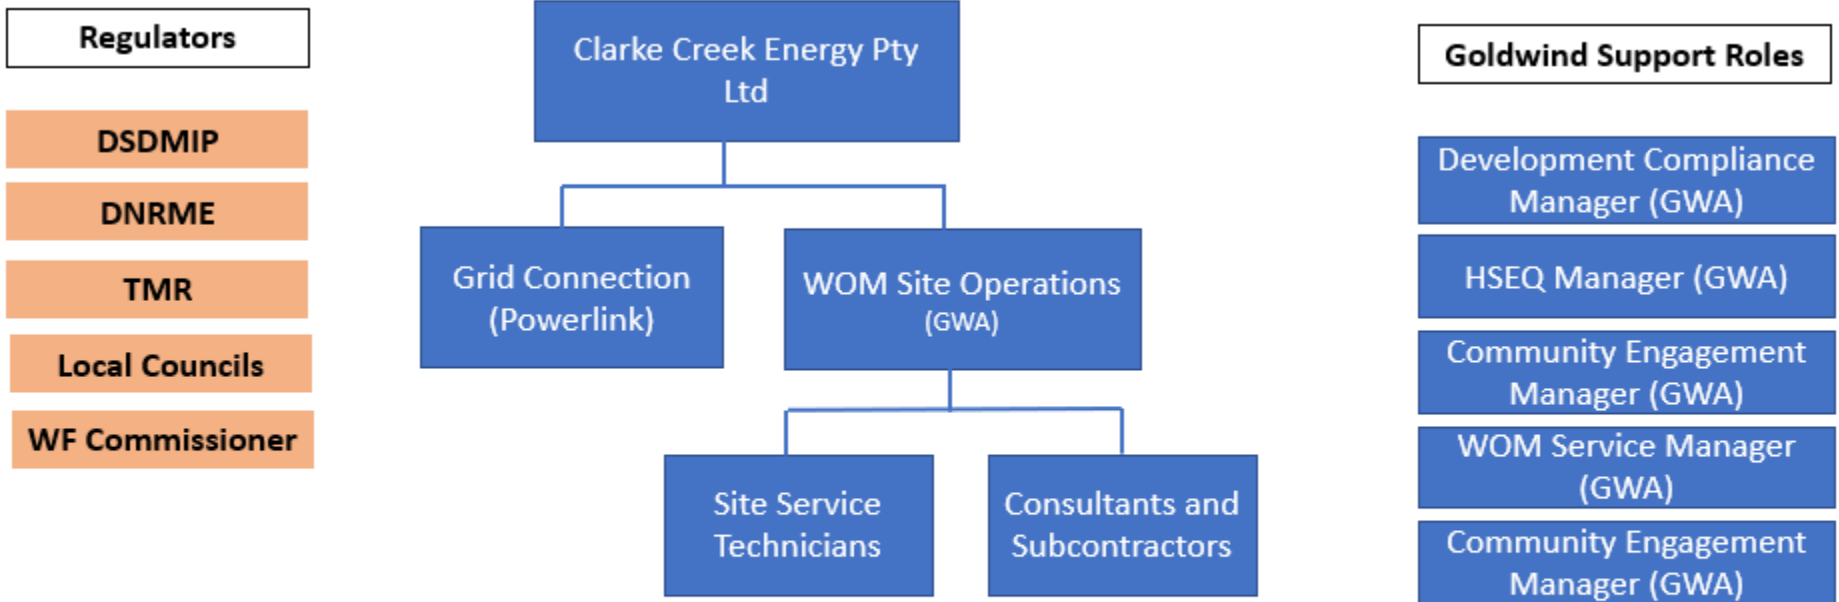 Regulators
DSDMIP
DNRME
TMR
Local Councils
WF Commissioner
Clarke Creek Energy Pty
Ltd
Grid Connection
(Powerlink)
WOM Site Operations
(GWA)
Site Service
Technicians
Consultants and
Subcontractors
Goldwind Support Roles
Development Compliance
Manager (GWA)
HSEQ Manager (GWA)
Community Engagement
Manager (GWA)
WOM Service Manager
(GWA)
Community Engagement
Manager (GWA)